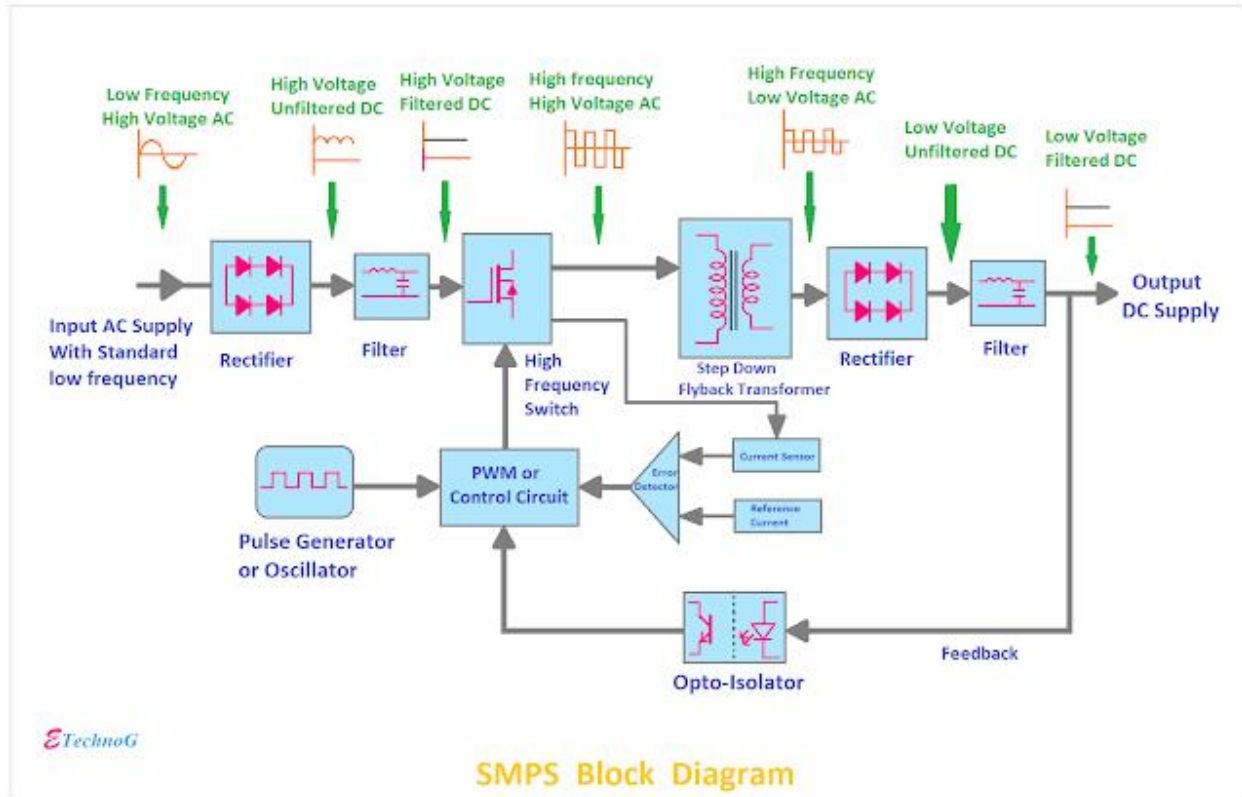 Low Frequency
High Voltage AC
High Voltage
Unfiltered DC
High Voltage
Filtered DC
High frequency
High Voltage AC
High Frequency
Low Voltage AC
Low Voltage
Unfiltered DC
Low Voltage
Filtered DC
Input AC Supply
With Standard
low frequency
Rectifier
Filter
High
Frequency
Switch
Step Down
Flyback Transformer
Rectifier
Filter
Output
DC Supply
Pulse Generator
or Oscillator
PWM or
Control Circuit
Error
Detector
Current Sensor
Reference
Current
Opto-Isolator
Feedback
ETechnoG
SMPS Block Diagram